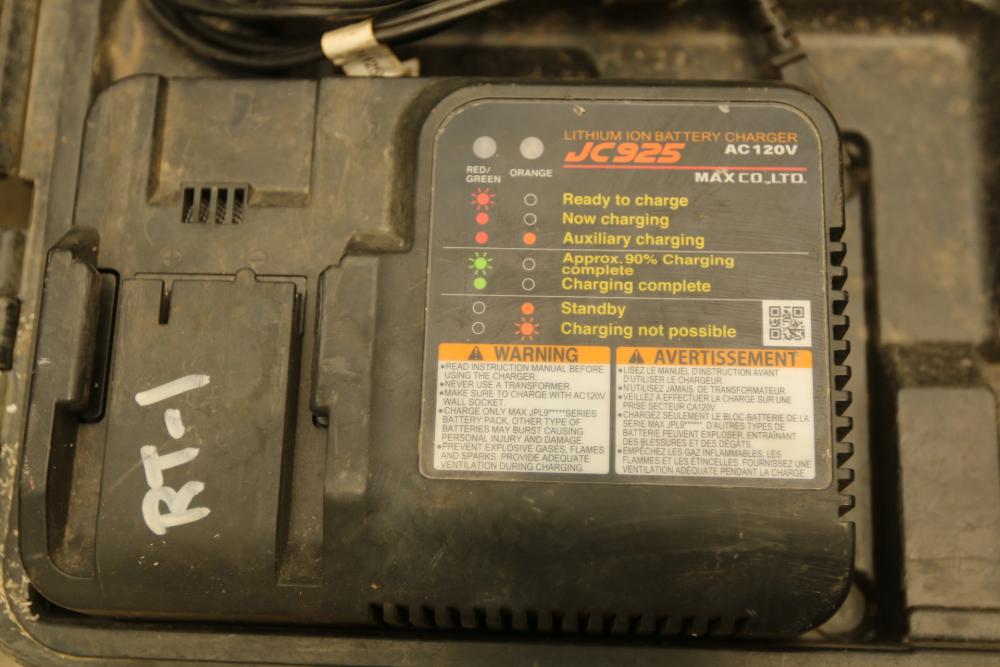 LITHIUM ION BATTERY CHARGER
JC925 AC120V
MAX CO.,LTD.
RED/
GREEN
ORANGE
Ready to charge
Now charging
Auxiliary charging
Approx.90% Charging
complete
Charging complete
Standby
Charging not possible
WARNING
•READ INSTRUCTION MANUAL BEFORE
USING THE CHARGER.
•NEVER USE A TRANSFORMER.
•MAKE SURE TO CHARGE WITH AC120V
WALL SOCKET.
•CHARGE ONLY MAX JPL9*****SERIES
BATTERY PACK, OTHER TYPE OF
BATTERIES MAY BURST CAUSING
PERSONAL INJURY AND DAMAGE
•PREVENT EXPLOSIVE GASES, FLAMES
AND SPARKS. PROVIDE ADEQUATE
VENTILATION DURING CHARGING.
AVERTISSEMENT
•LISEZ LE MANUEL D'INSTRUCTION AVANT
D'UTILISER LE CHARGEUR.
•N'UTILISEZ JAMAIS DE TRANSFORMATEUR.
•VEILLEZ A EFFECTUER LA CHARGE SUR UNE
PRISE SECTEUR CA120V.
•CHARGEZ SEULEMENT LE BLOC-BATTERIE DE LA
SERIE MAX JPL9*****. D'AUTRES TYPES DE
BATTERIE PEUVENT EXPLOSER, ENTRAÎNANT
DES BLESSURES ET DES DÉGÂTS.
•EMPÊCHEZ LES GAZ INFLAMMABLES, LES
FLAMMES ET LES ÉTINCELLES. FOURNISSEZ UNE
VENTILATION ADEQUATE PENDANT LA CHARGE.
RT-1